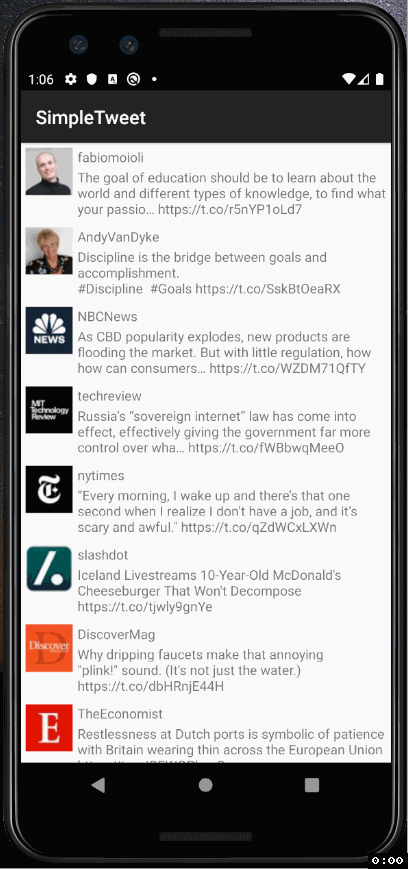 1:06
SimpleTweet
fabiomoioli
The goal of education should be to learn about the
world and different types of knowledge, to find what
your passio… https://t.co/r5nYP1oLd7
AndyVanDyke
Discipline is the bridge between goals and
accomplishment.
#Discipline #Goals https://t.co/SskBtOeaRX
NBCNews
NEWS
As CBD popularity explodes, new products are
flooding the market. But with little regulation, how
how can consumers… https://t.co/WZDM71QfTY
techreview
MIT
Technology
Review
Russia's “sovereign internet” law has come into
effect, effectively giving the government far more
control over wha… https://t.co/fWBbwqMeeO
nytimes
"Every morning, I wake up and there's that one
second when I realize I don't have a job, and it's
scary and awful." https://t.co/qZdWCxLXWn
slashdot
Iceland Livestreams 10-Year-Old McDonald's
Cheeseburger That Won't Decompose
https://t.co/tjwly9gnYe
DiscoverMag
Discover
Why dripping faucets make that annoying
"plink!" sound. (It's not just the water.)
https://t.co/dbHRnjE44H
TheEconomist
E
Restlessness at Dutch ports is symbolic of patience
with Britain wearing thin across the European Union
0:00